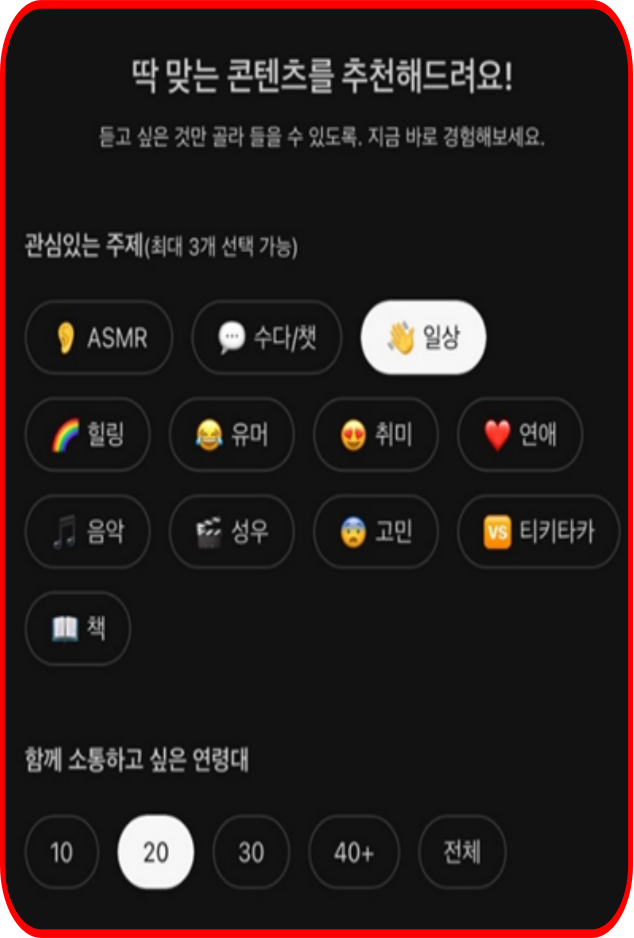 딱 맞는 콘텐츠를 추천해드려요!
듣고 싶은 것만 골라 들을 수 있도록. 지금 바로 경험해보세요.
관심있는 주제(최대 3개 선택 가능)
ASMR 수다/챗 일상
힐링 유머 취미 연애
음악 성우 고민 VS 티키타카
책
함께 소통하고 싶은 연령대
10 20 30 40+ 전체